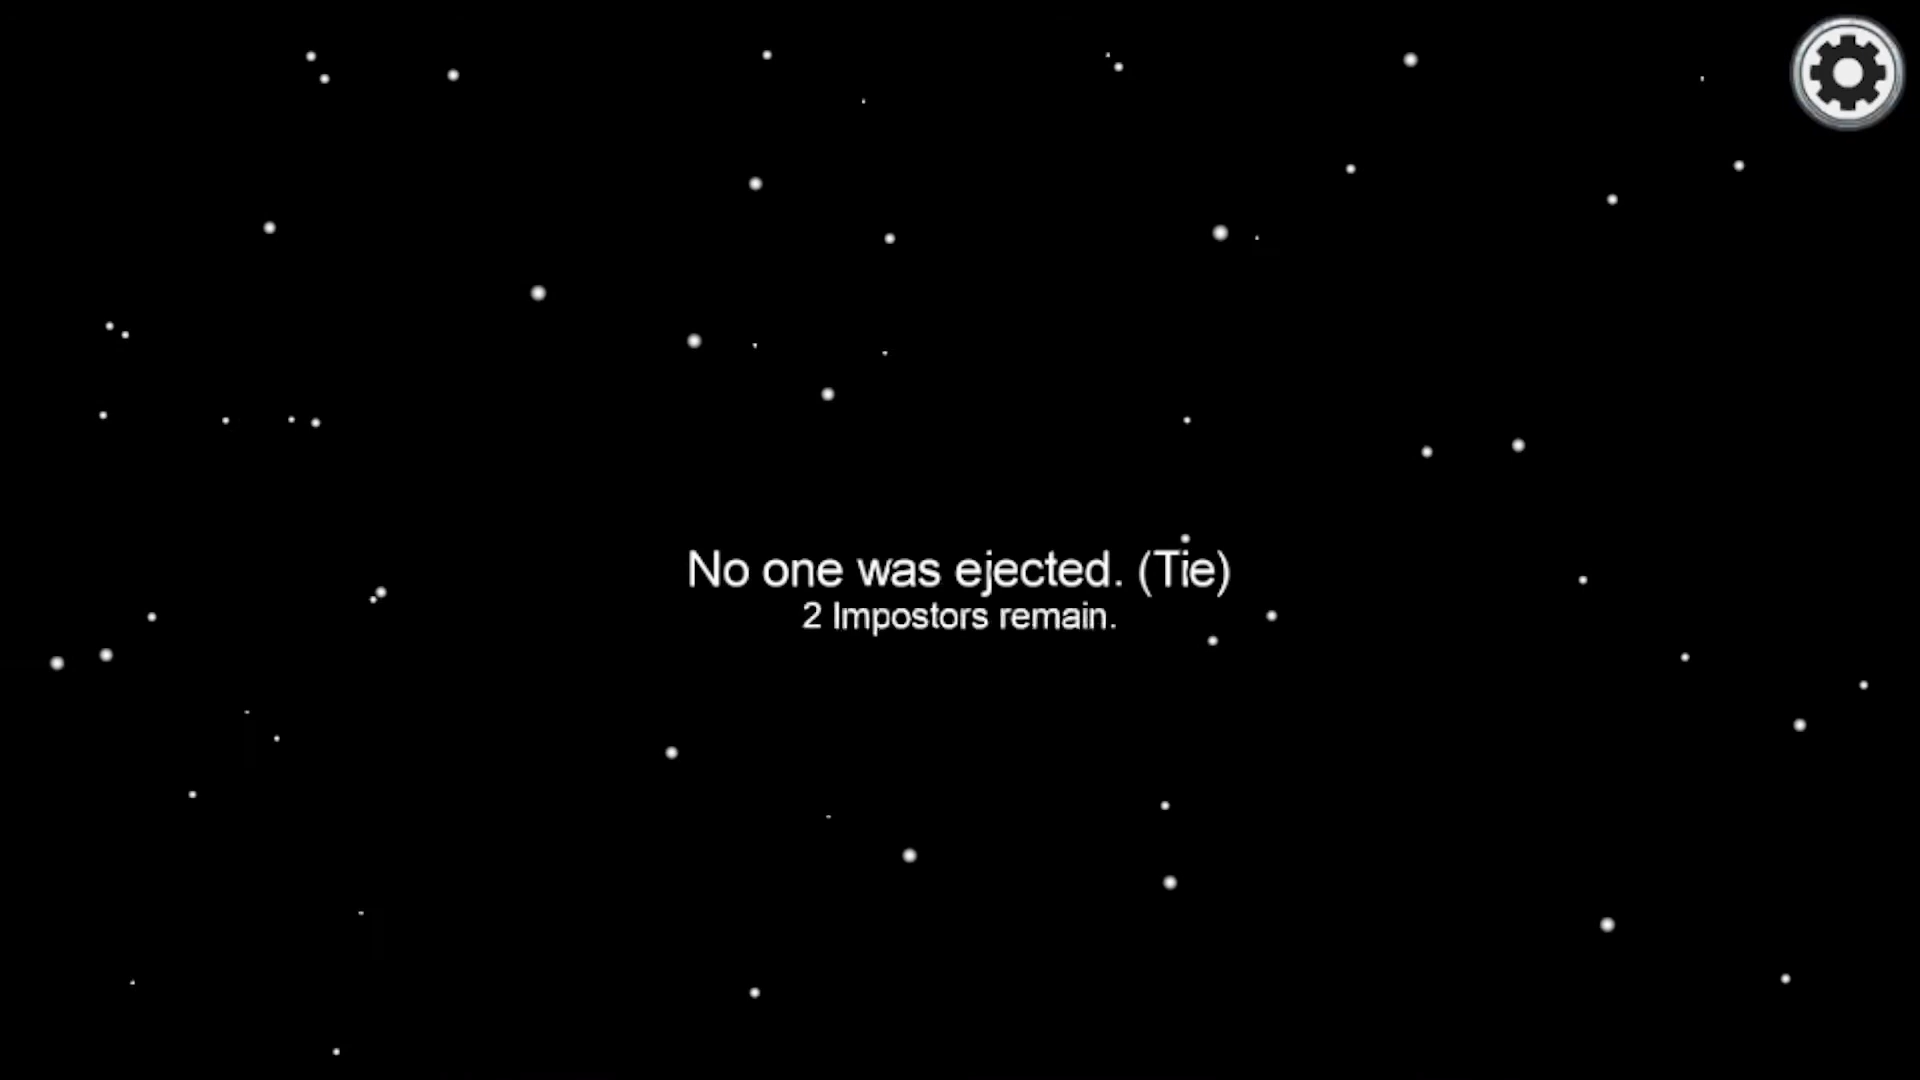 No one was ejected. (Tie)
2 Impostors remain.